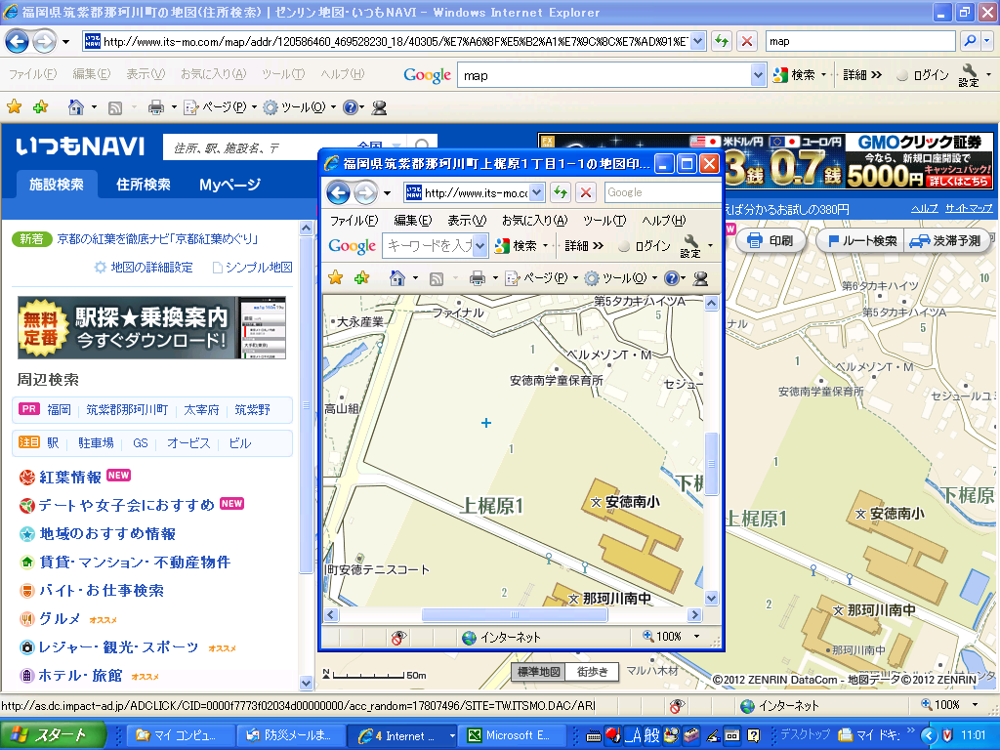 福岡県筑紫郡那珂川町の地図(住所検索) | ゼンリン地図・いつもNAVI - Windows Internet Explorer
http://www.its-mo.com/map/addr/120586460_469528230_18/40305/%E7%A6%8F%E5%B2%A1%E7%9C%8C%E7%AD%91%E
map
ファイル(F) 編集(E) 表示(V) お気に入り(A) ツール(T) ヘルプ(H)
Google map 検索 詳細 >> ログイン 設定
ページ(P) ツール(O)
いつもNAVI
住所、駅、施設名、〒
施設検索 住所検索 Myページ
米ドル/円 ユーロ/円
3銭 0.7銭
GMOクリック証券
今なら、新規口座開設で
5000円 キャッシュバック!
詳しくはこちら
えば分かるお試しの380円 ヘルプ サイトマップ
新着 京都の紅葉を徹底ナビ「京都紅葉めぐり」
地図の詳細設定 シンプル地図
無料定番
駅探★乗換案内
今すぐダウンロード!
周辺検索
PR 福岡 筑紫郡那珂川町 太宰府 筑紫野
注目 駅 駐車場 GS オービス ビル
紅葉情報 NEW
デートや女子会におすすめ NEW
地域のおすすめ情報
賃貸・マンション・不動産物件
バイト・お仕事検索
グルメ オススメ
レジャー・観光・スポーツ オススメ
ホテル・旅館 オススメ
福岡県筑紫郡那珂川町上梶原1丁目1-1の地図印...
http://www.its-mo.cc
Google
ファイル(F) 編集(E) 表示(V) お気に入り(A) ツール(T) ヘルプ(H)
Google キーワードを入力 検索 詳細 >> ログイン 設定
ページ(P) ツール(O)
第5タカキハイツA
ファイナル
大永産業
5
1
ベルメゾンT・M
安徳南学童保育所
セジュー
高山組
1
上梶原1
下梶
安徳南小
町安徳テニスコート
2
那珂川南中
インターネット 100%
印刷 ルート検索 渋滞予測
第6タカキハイツ
10
第5タカキハイツA
ナル
5
1
ベルメゾンT・M
安徳南学童保育所
セジュールユミ
1
下梶原
上梶原1
安徳南小
2
那珂川南中
那珂川南中
N 50m
標準地図 街歩き
マルハ木材
©2012 ZENRIN DataCom - 地図データ©2012 ZENRIN
http://as.dc.impact-ad.jp/ADCLICK/CID=0000f7773f02034d00000000/acc_random=17807496/SITE=TW.ITSMO.DAC/ARI
インターネット 100%
スタート マイ コンピュ... 防災メールま... 4 Internet ... Microsoft E... A 般 デスクトップ マイ ドキ 11:01